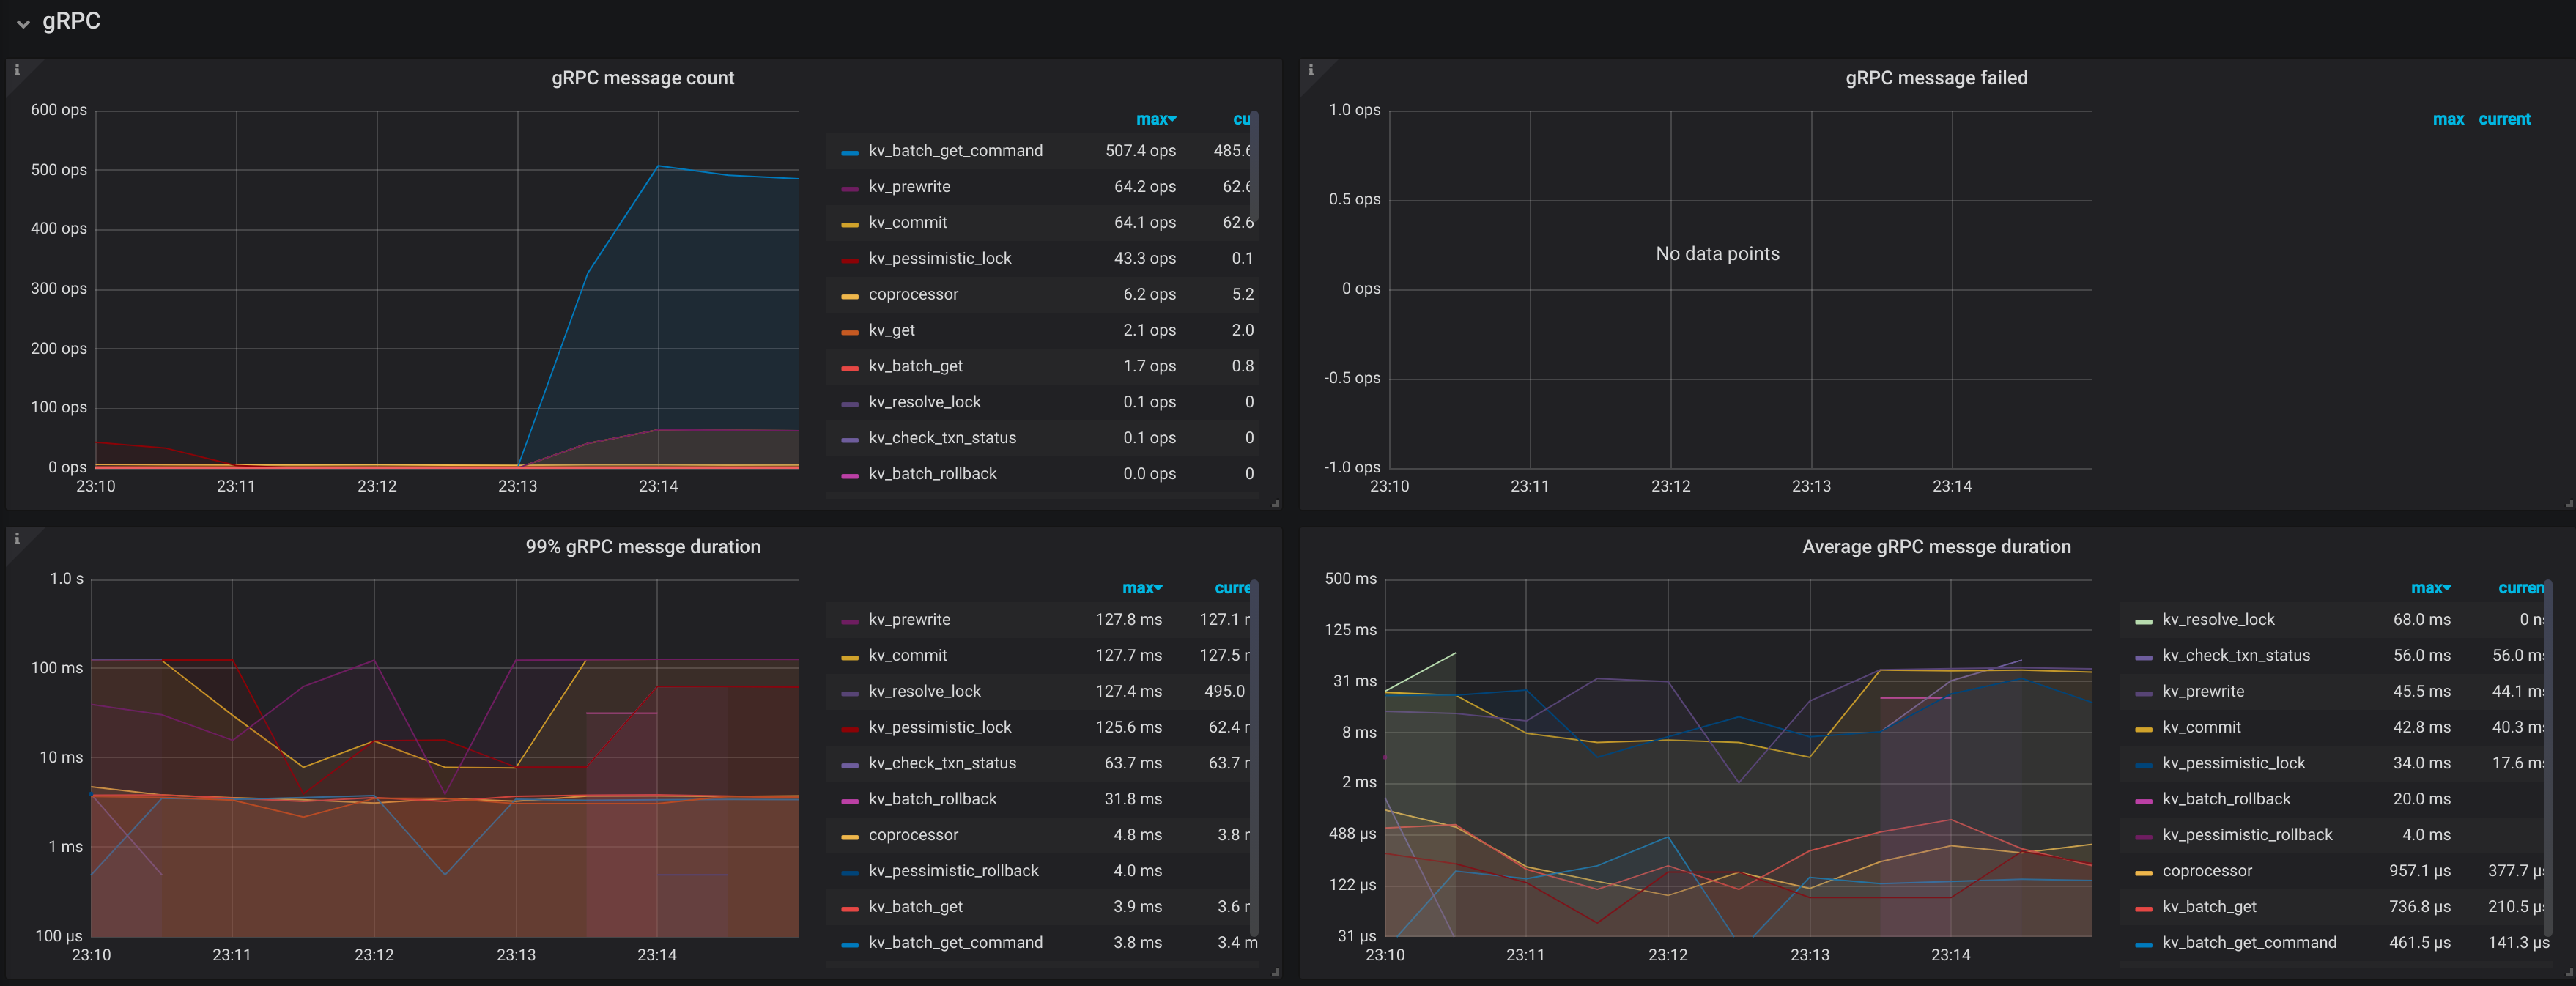 gRPC
gRPC message count
600 ops
500 ops
400 ops
300 ops
200 ops
100 ops
0 ops
23:10 23:11 23:12 23:13 23:14
max cu
kv_batch_get_command 507.4 ops 485.6
kv_prewrite 64.2 ops 62.6
kv_commit 64.1 ops 62.6
kv_pessimistic_lock 43.3 ops 0.1
coprocessor 6.2 ops 5.2
kv_get 2.1 ops 2.0
kv_batch_get 1.7 ops 0.8
kv_resolve_lock 0.1 ops 0
kv_check_txn_status 0.1 ops 0
kv_batch_rollback 0.0 ops 0
gRPC message failed
1.0 ops
0.5 ops
0 ops
-0.5 ops
-1.0 ops
No data points
23:10 23:11 23:12 23:13 23:14
max current
99% gRPC messge duration
1.0 s
100 ms
10 ms
1 ms
100 µs
23:10 23:11 23:12 23:13 23:14
max curre
kv_prewrite 127.8 ms 127.1
kv_commit 127.7 ms 127.5
kv_resolve_lock 127.4 ms 495.0
kv_pessimistic_lock 125.6 ms 62.4
kv_check_txn_status 63.7 ms 63.7
kv_batch_rollback 31.8 ms
coprocessor 4.8 ms 3.8
kv_pessimistic_rollback 4.0 ms
kv_batch_get 3.9 ms 3.6
kv_batch_get_command 3.8 ms 3.4 m
Average gRPC messge duration
500 ms
125 ms
31 ms
8 ms
2 ms
488 µs
122 µs
31 µs
23:10 23:11 23:12 23:13 23:14
max curren
kv_resolve_lock 68.0 ms 0 n
kv_check_txn_status 56.0 ms 56.0 m
kv_prewrite 45.5 ms 44.1 m
kv_commit 42.8 ms 40.3 m
kv_pessimistic_lock 34.0 ms 17.6 m
kv_batch_rollback 20.0 ms
kv_pessimistic_rollback 4.0 ms
coprocessor 957.1 µs 377.7 µ
kv_batch_get 736.8 µs 210.5 µ
kv_batch_get_command 461.5 µs 141.3 µs